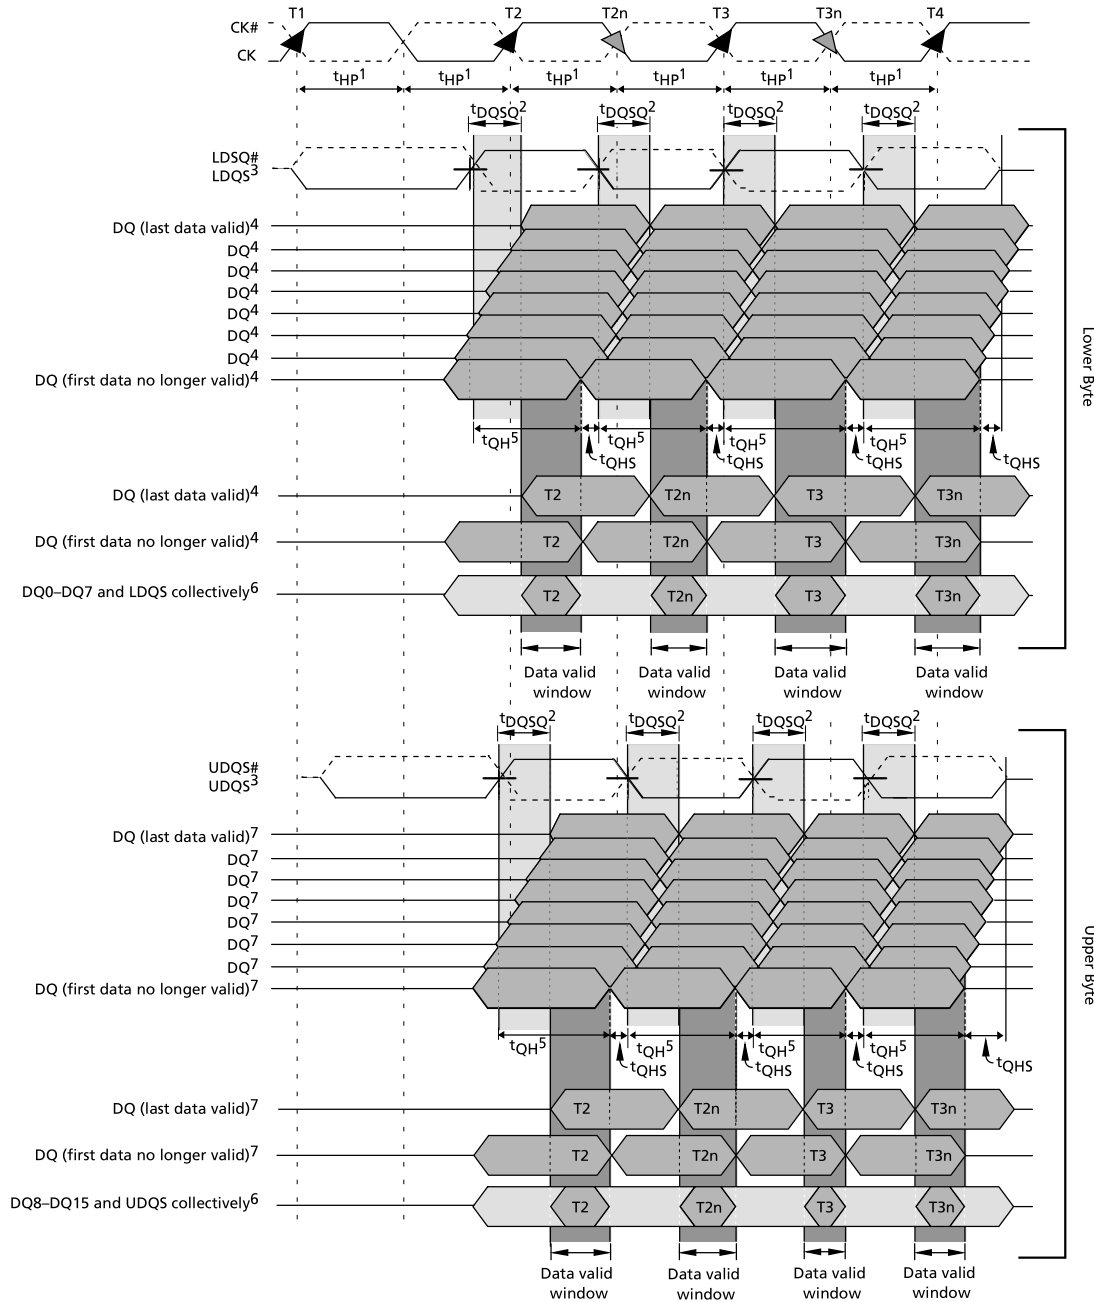 T1 T2 T2n T3 T3n T4
CK#
CK
tHP1 tHP1 tHP1 tHP1 tHP1 tHP1
tDQSQ2 tDQSQ2 tDQSQ2 tDQSQ2
LDSQ#
LDQS3
DQ (last data valid)4
DQ4
DQ4
DQ4
DQ4
DQ4
DQ4
DQ (first data no longer valid)4
Lower Byte
tQH5 tQH5 tQH5 tQH5
tQHS tQHS tQHS tQHS
DQ (last data valid)4 T2 T2n T3 T3n
DQ (first data no longer valid)4 T2 T2n T3 T3n
DQ0–DQ7 and LDQS collectively6 T2 T2n T3 T3n
Data valid Data valid Data valid Data valid
window window window window
tDQSQ2 tDQSQ2 tDQSQ2 tDQSQ2
UDQS#
UDQS3
DQ (last data valid)7
DQ7
DQ7
DQ7
DQ7
DQ7
DQ7
DQ (first data no longer valid)7
Upper Byte
tQH5 tQH5 tQH5 tQH5
tQHS tQHS tQHS tQHS
DQ (last data valid)7 T2 T2n T3 T3n
DQ (first data no longer valid)7 T2 T2n T3 T3n
DQ8–DQ15 and UDQS collectively6 T2 T2n T3 T3n
Data valid Data valid Data valid Data valid
window window window window